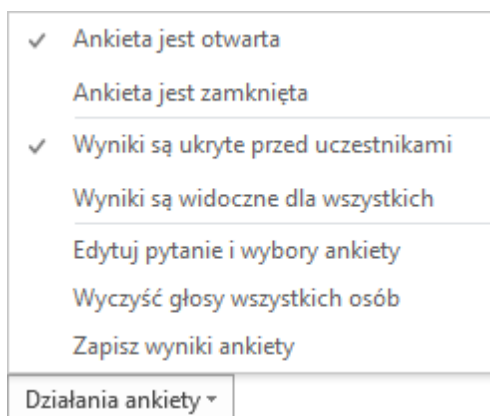 Ankieta jest otwarta
Ankieta jest zamknięta
Wyniki są ukryte przed uczestnikami
Wyniki są widoczne dla wszystkich
Edytuj pytanie i wybory ankiety
Wyczyść głosy wszystkich osób
Zapisz wyniki ankiety
Działania ankiety